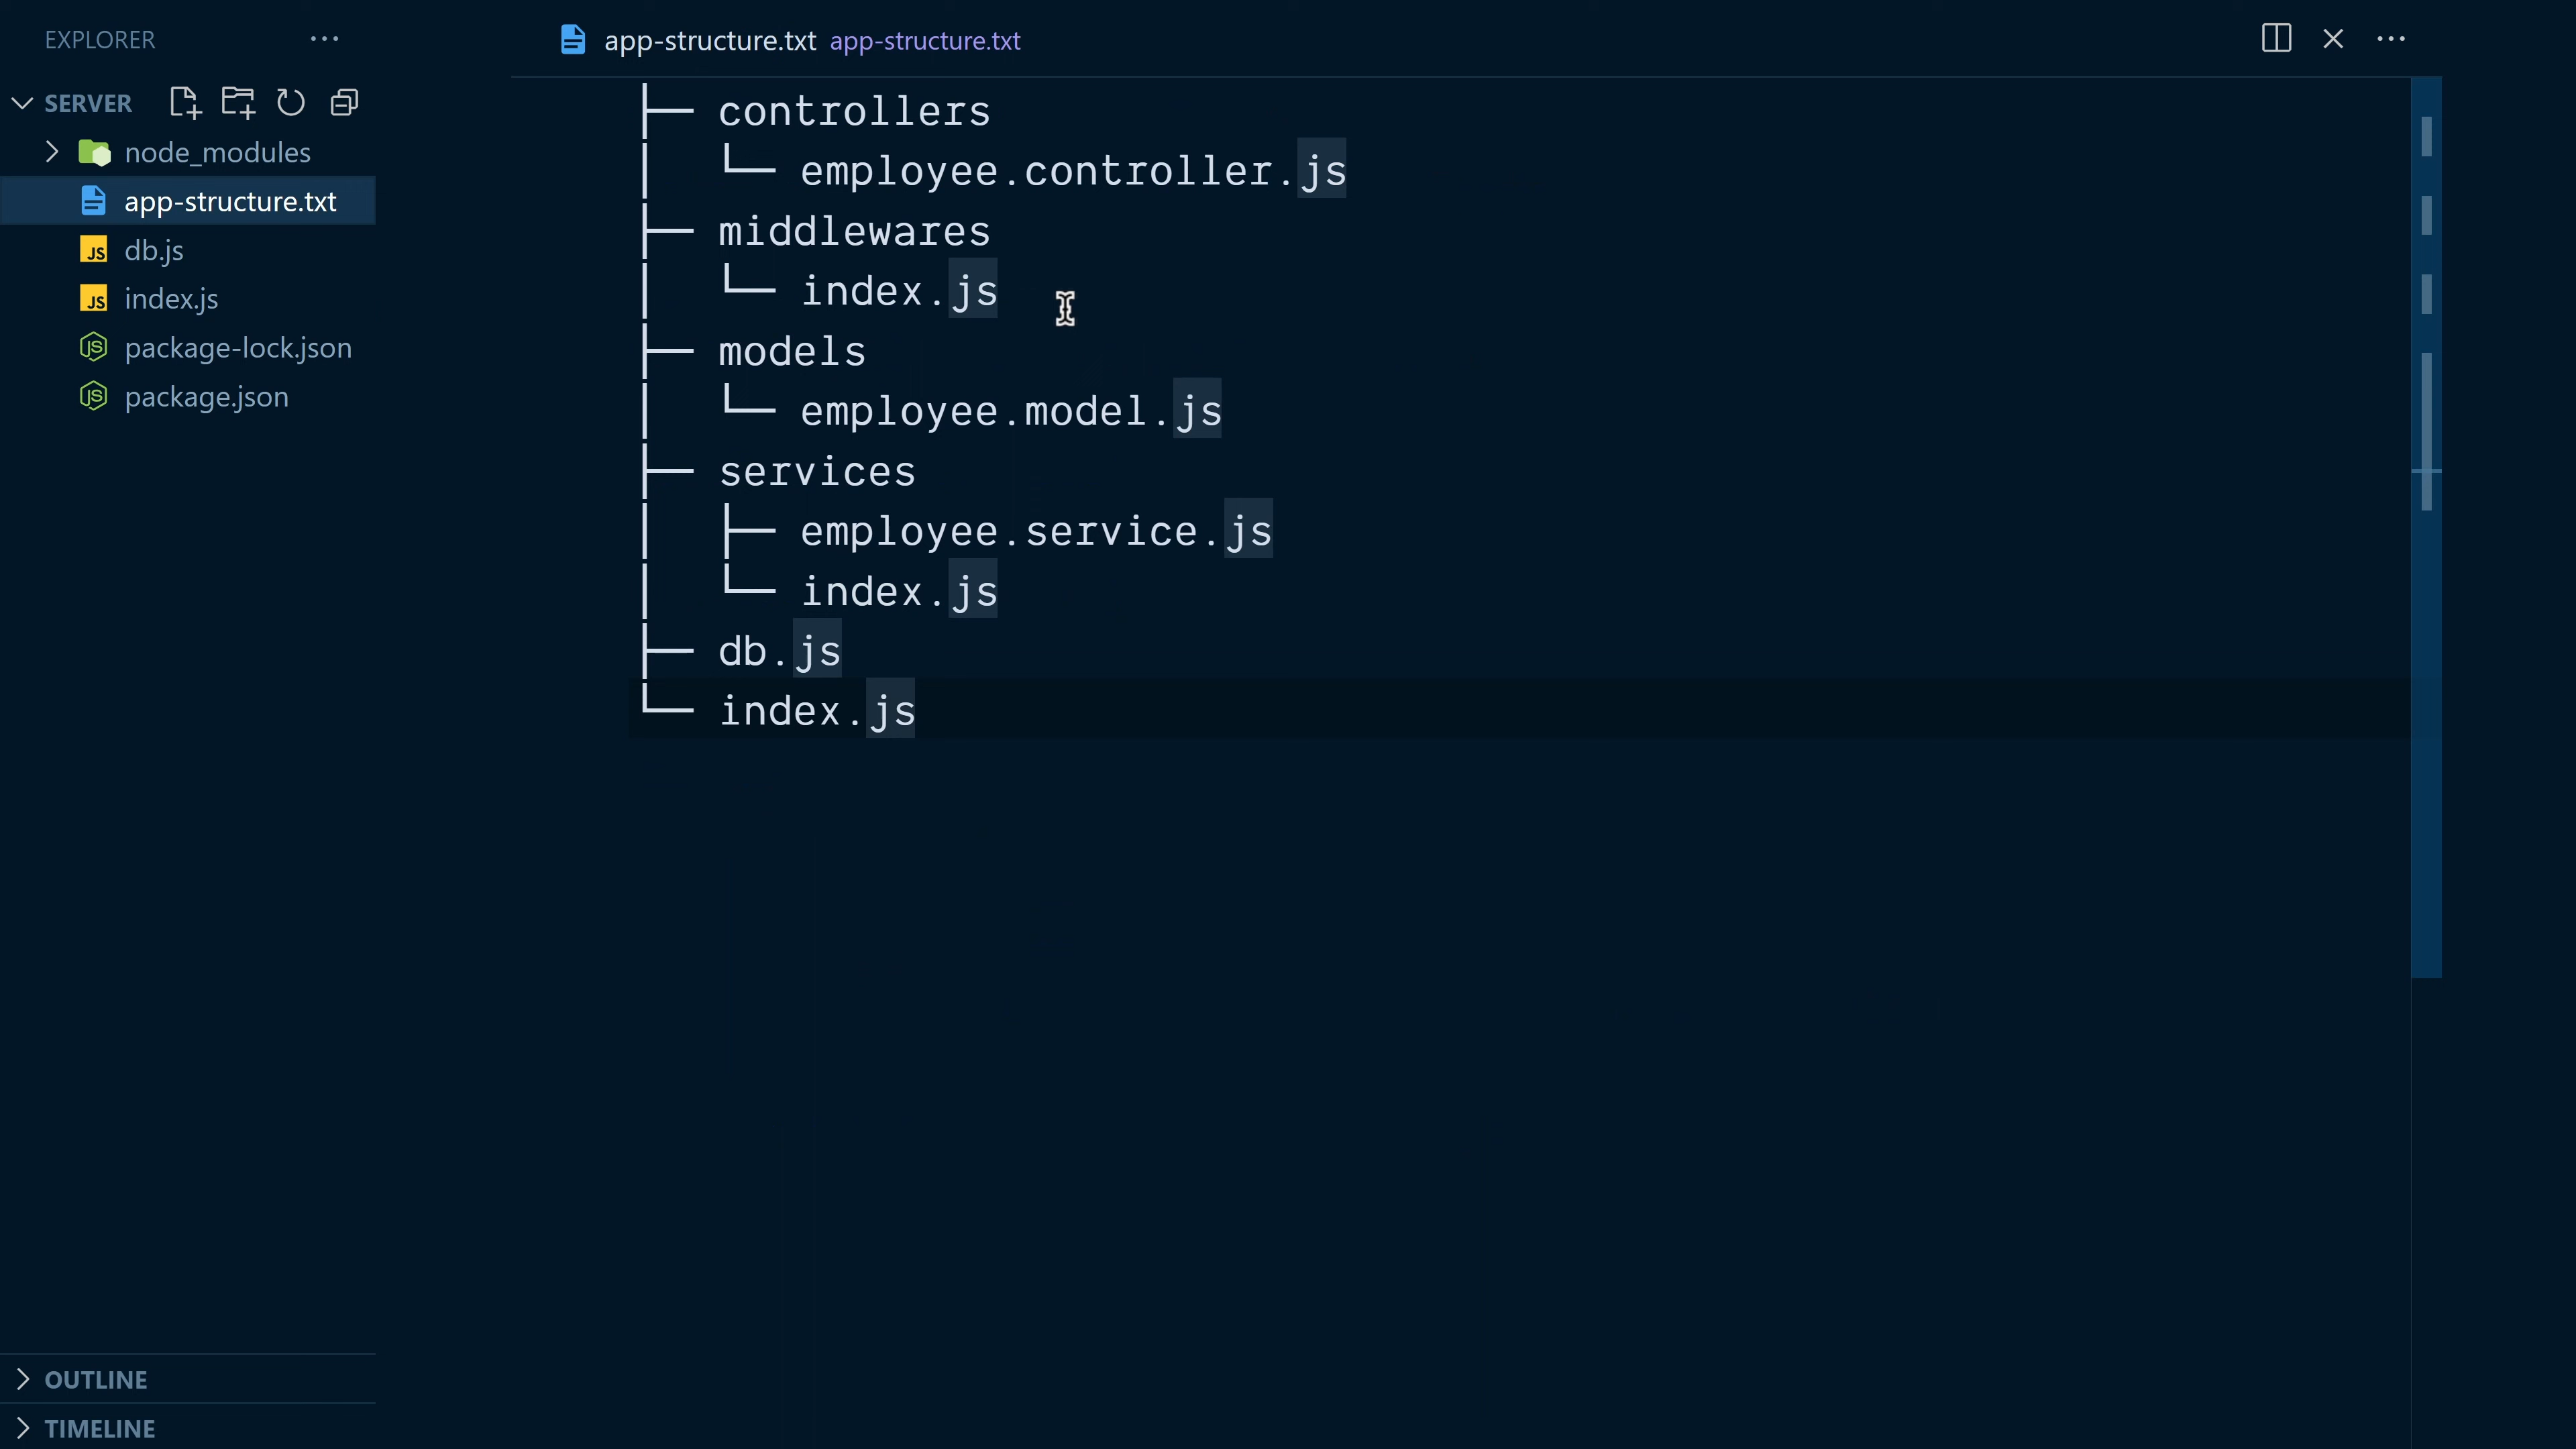 EXPLORER
SERVER
node_modules
app-structure.txt
db.js
index.js
package-lock.json
package.json
OUTLINE
TIMELINE
app-structure.txt app-structure.txt
├── controllers
│   └── employee.controller.js
├── middlewares
│   └── index.js
├── models
│   └── employee.model.js
├── services
│   ├── employee.service.js
│   └── index.js
├── db.js
└── index.js